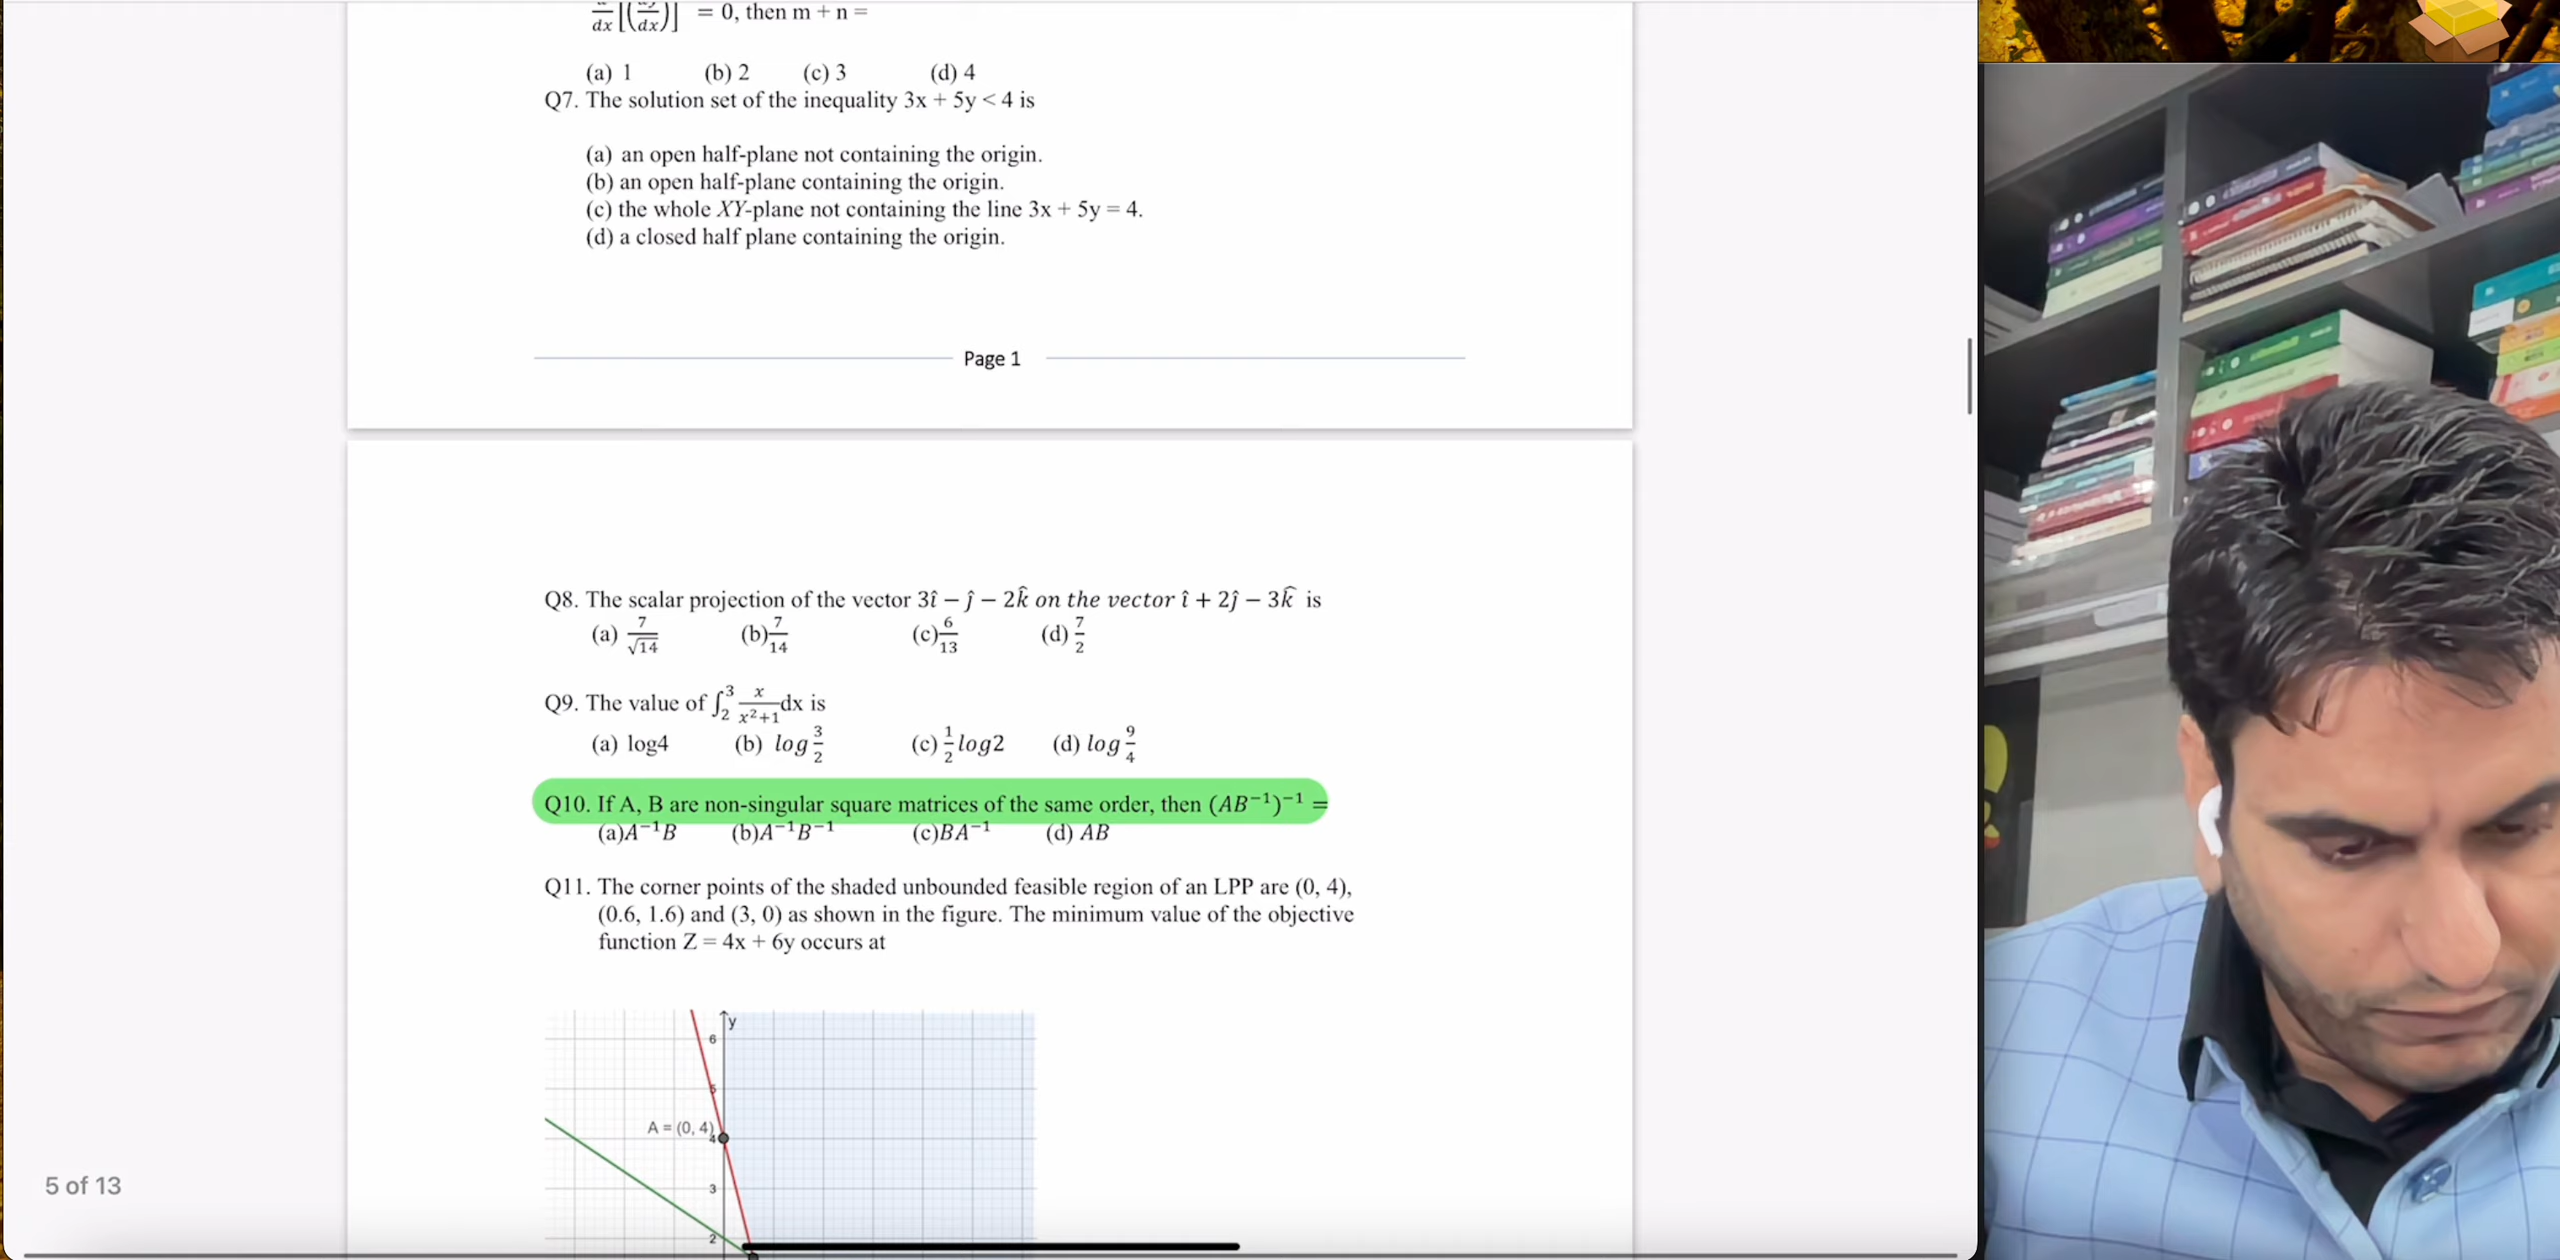 d/dx[(dy/dx)] = 0, then m + n =
(a) 1 (b) 2 (c) 3 (d) 4
Q7. The solution set of the inequality 3x + 5y < 4 is
(a) an open half-plane not containing the origin.
(b) an open half-plane containing the origin.
(c) the whole XY-plane not containing the line 3x + 5y = 4.
(d) a closed half plane containing the origin.
Page 1
Q8. The scalar projection of the vector 3î − ĵ − 2k̂ on the vector î + 2ĵ − 3k̂ is
(a) 7/√14 (b) 7/14 (c) 6/13 (d) 7/2
Q9. The value of ∫₂³ x/(x²+1) dx is
(a) log4 (b) log 3/2 (c) 1/2 log2 (d) log 9/4
Q10. If A, B are non-singular square matrices of the same order, then (AB⁻¹)⁻¹ =
(a)A⁻¹B (b)A⁻¹B⁻¹ (c)BA⁻¹ (d) AB
Q11. The corner points of the shaded unbounded feasible region of an LPP are (0, 4),
(0.6, 1.6) and (3, 0) as shown in the figure. The minimum value of the objective
function Z = 4x + 6y occurs at
y
6
5
A = (0, 4)
4
3
2
5 of 13